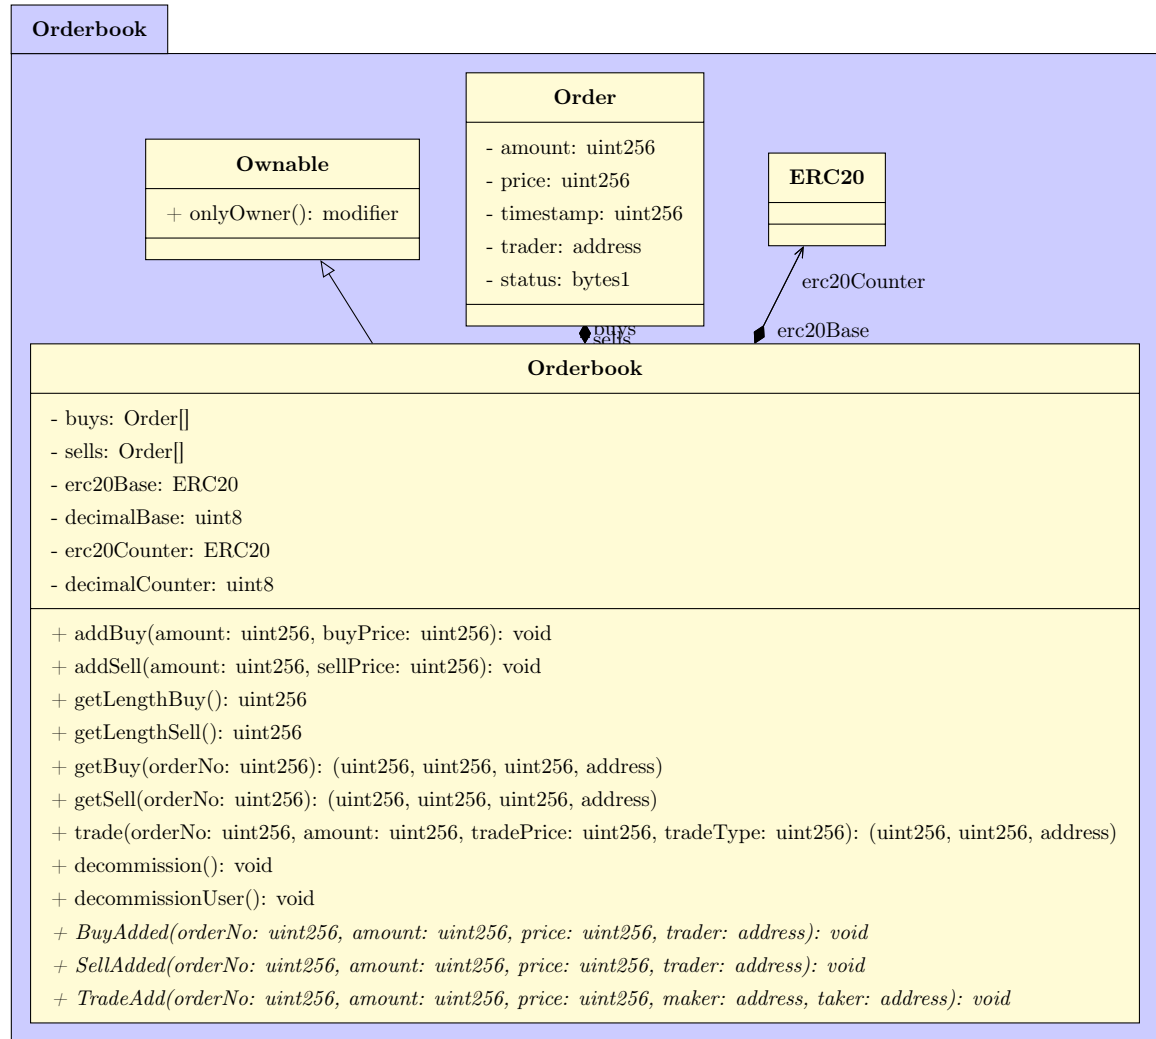 Orderbook
Order
- amount: uint256
- price: uint256
- timestamp: uint256
- trader: address
- status: bytes1
Ownable
+ onlyOwner(): modifier
ERC20
erc20Counter
buys
sells
erc20Base
Orderbook
- buys: Order[]
- sells: Order[]
- erc20Base: ERC20
- decimalBase: uint8
- erc20Counter: ERC20
- decimalCounter: uint8
+ addBuy(amount: uint256, buyPrice: uint256): void
+ addSell(amount: uint256, sellPrice: uint256): void
+ getLengthBuy(): uint256
+ getLengthSell(): uint256
+ getBuy(orderNo: uint256): (uint256, uint256, uint256, address)
+ getSell(orderNo: uint256): (uint256, uint256, uint256, address)
+ trade(orderNo: uint256, amount: uint256, tradePrice: uint256, tradeType: uint256): (uint256, uint256, address)
+ decommission(): void
+ decommissionUser(): void
+ BuyAdded(orderNo: uint256, amount: uint256, price: uint256, trader: address): void
+ SellAdded(orderNo: uint256, amount: uint256, price: uint256, trader: address): void
+ TradeAdd(orderNo: uint256, amount: uint256, price: uint256, maker: address, taker: address): void